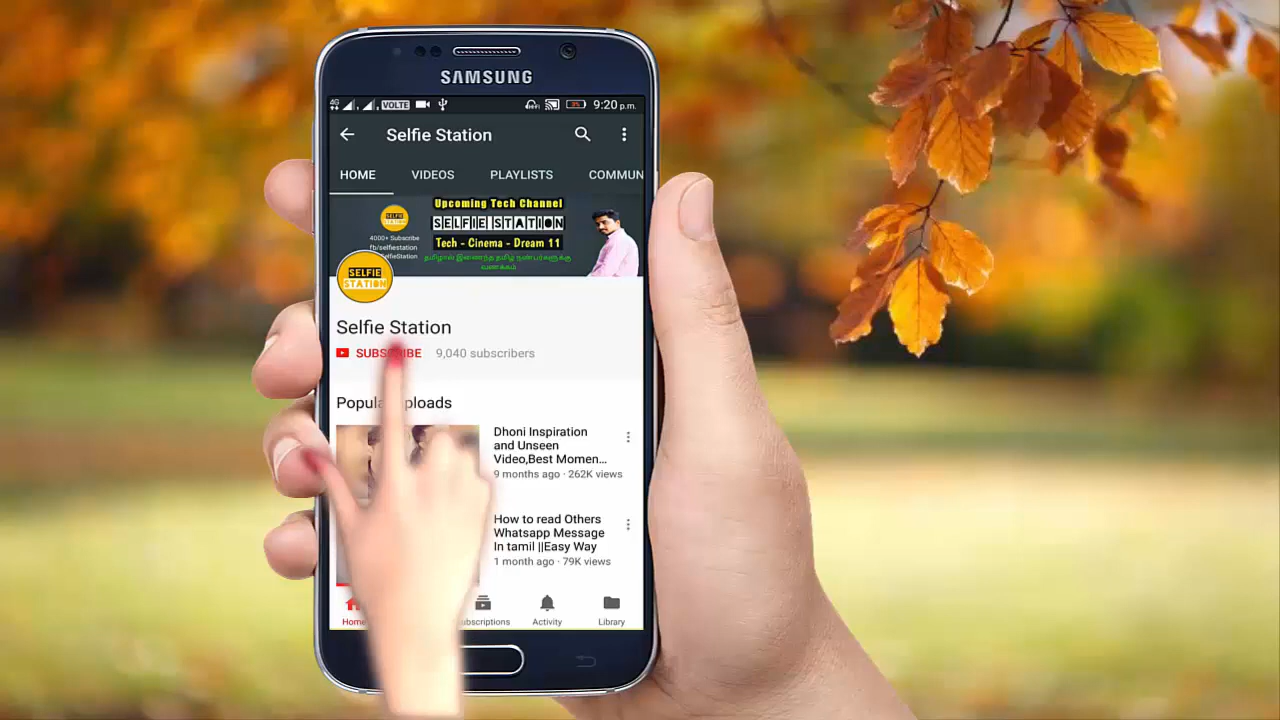 SAMSUNG
4G VOLTE 9:20 p.m.
Selfie Station
HOME VIDEOS PLAYLISTS COMMUN
Upcoming Tech Channel
SELFIE STATION
SELFIE STATION
Tech - Cinema - Dream 11
4000+ Subscribe
fb/selfiestation
SelfieStation
தமிழால் இணைந்த தமிழ் நண்பர்களுக்கு
வணக்கம்
SELFIE
STATION
Selfie Station
SUBSCRIBE 9,040 subscribers
Popular uploads
Dhoni Inspiration
and Unseen
Video,Best Momen...
9 months ago · 262K views
How to read Others
Whatsapp Message
In tamil ||Easy Way
1 month ago · 79K views
Home Subscriptions Activity Library